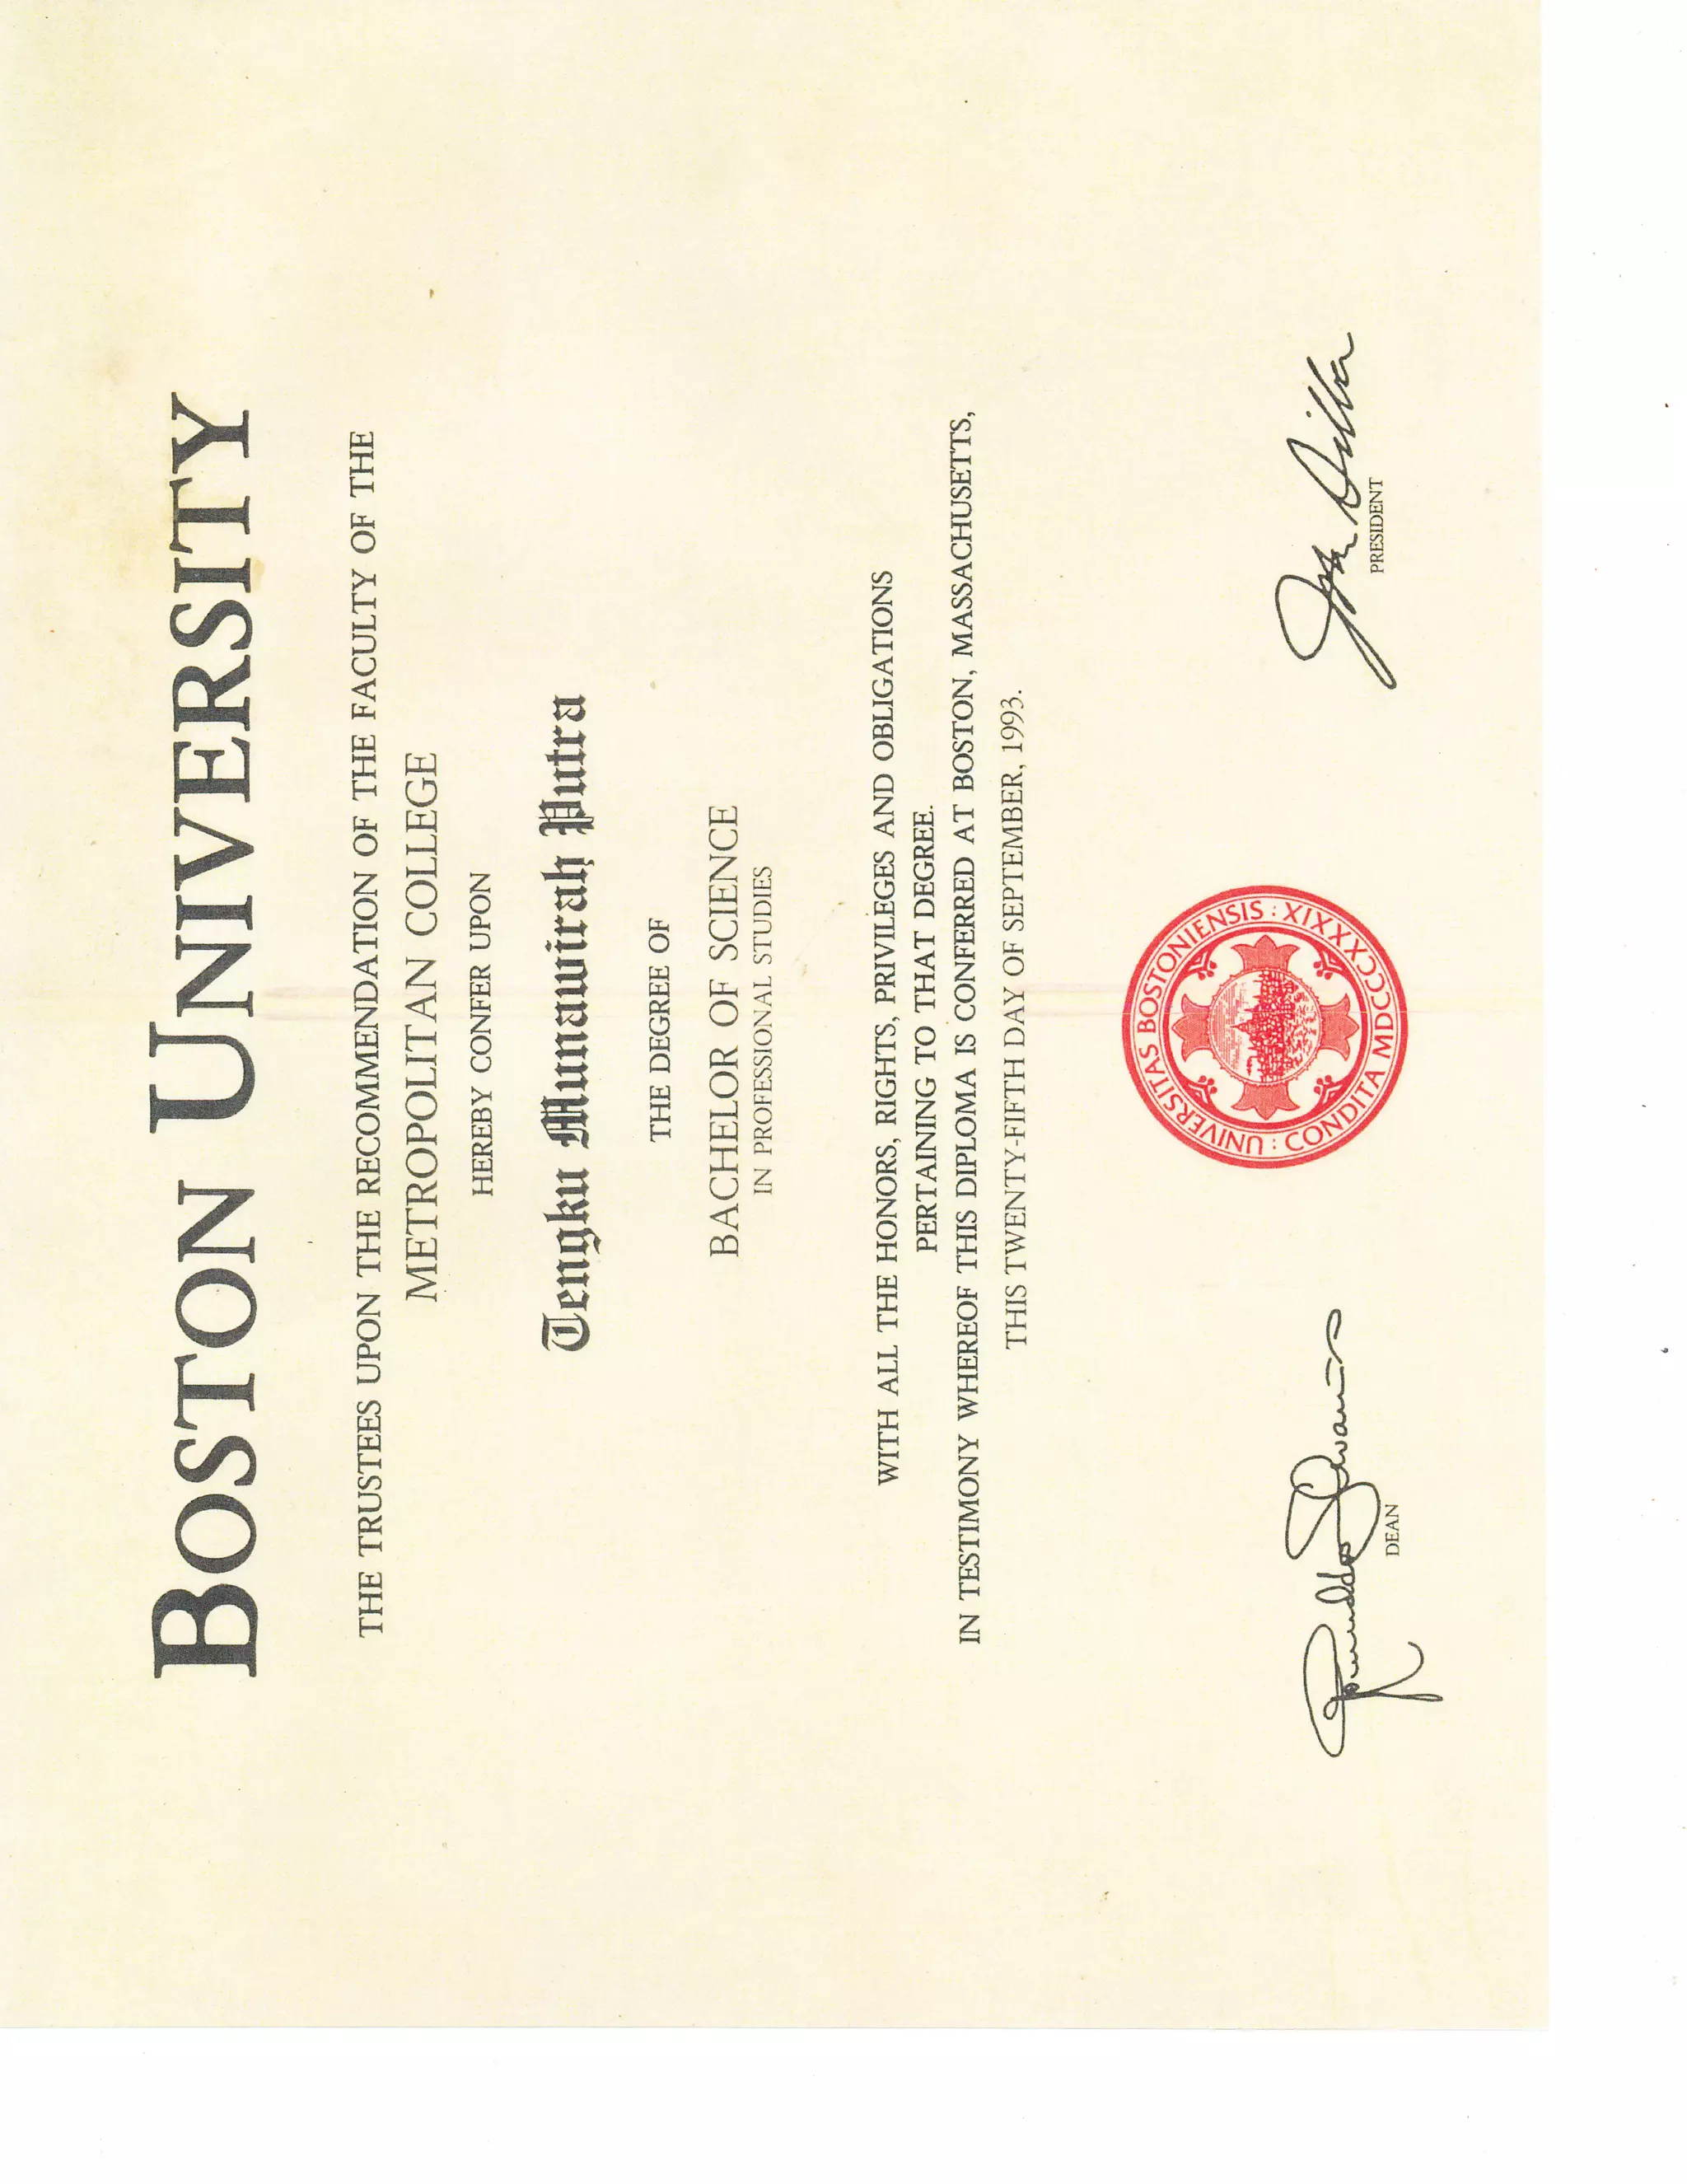 BOSTON UNIVERSITY
THE TRUSTEES UPON THE RECOMMENDATION OF THE FACULTY OF THE
METROPOLITAN COLLEGE
HEREBY CONFER UPON
Tengku Munawirah Putra
THE DEGREE OF
BACHELOR OF SCIENCE
IN PROFESSIONAL STUDIES
WITH ALL THE HONORS, RIGHTS, PRIVILEGES AND OBLIGATIONS
PERTAINING TO THAT DEGREE.
IN TESTIMONY WHEREOF THIS DIPLOMA IS CONFERRED AT BOSTON, MASSACHUSETTS,
THIS TWENTY-FIFTH DAY OF SEPTEMBER, 1993.
UNIVERSITAS BOSTONIENSIS : CONDITA MDCCCXXXXIX
DEAN
PRESIDENT